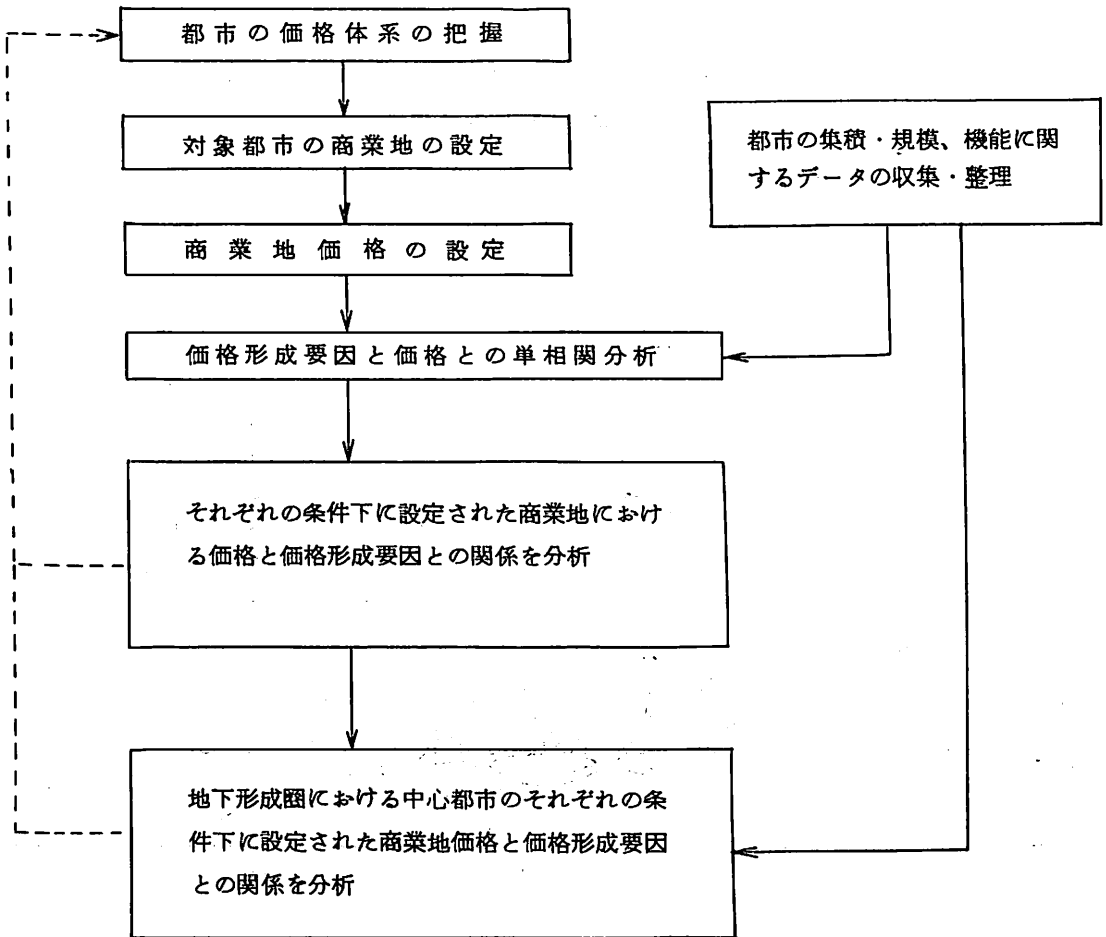 都市の価格体系の把握
対象都市の商業地の設定
都市の集積・規模、機能に関
するデータの収集・整理
商業地価格の設定
価格形成要因と価格との単相関分析
それぞれの条件下に設定された商業地におけ
る価格と価格形成要因との関係を分析
地下形成圏における中心都市のそれぞれの条
件下に設定された商業地価格と価格形成要因
との関係を分析